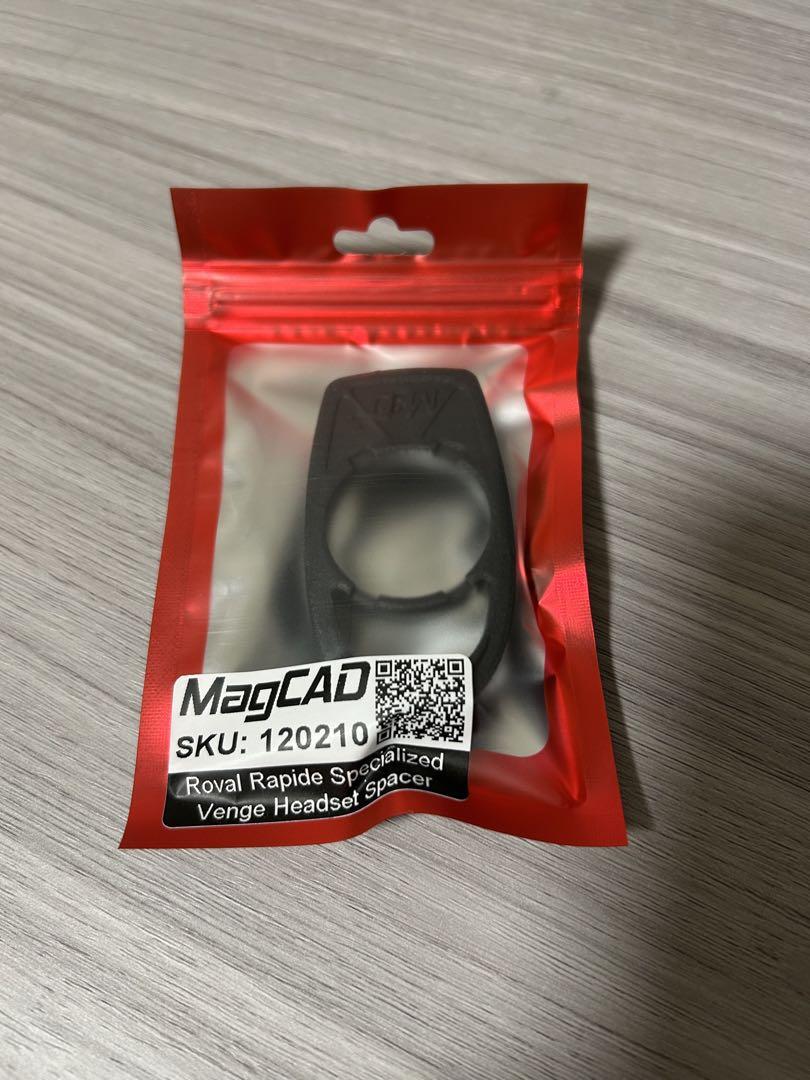 MagCAD
SKU: 120210
Roval Rapide Specialized
Venge Headset Spacer